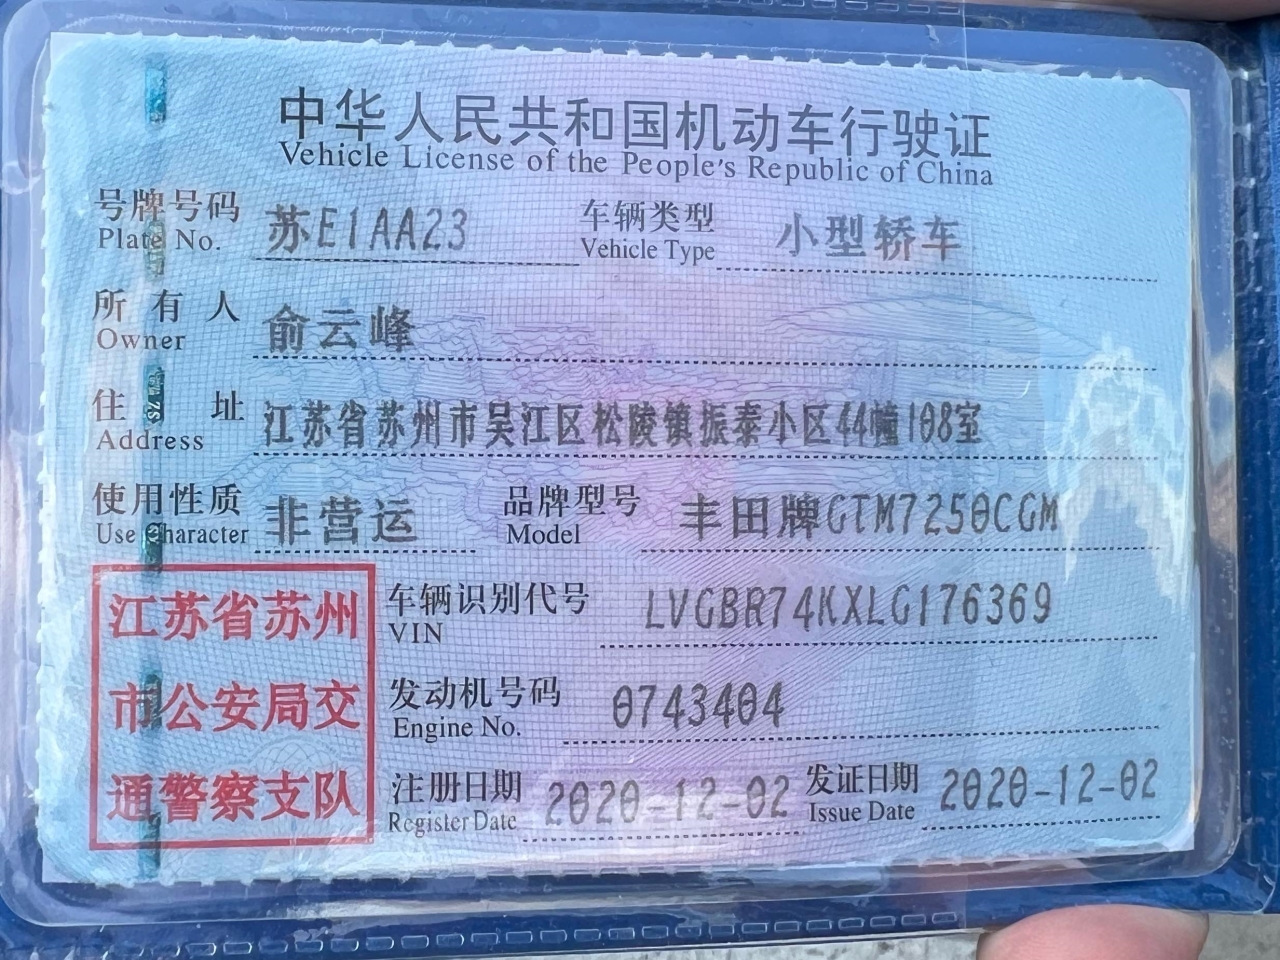 中华人民共和国机动车行驶证
Vehicle License of the People's Republic of China
号牌号码 苏E1AA23 车辆类型 小型轿车
Plate No. Vehicle Type
所有人 俞云峰
Owner
住址 江苏省苏州市吴江区松陵镇振泰小区44幢108室
Address
使用性质 非营运 品牌型号 丰田牌GTM7250CGM
Use Character Model
江苏省苏州
市公安局交
通警察支队
车辆识别代号 LVGBR74KXLG176369
VIN
发动机号码 0743404
Engine No.
注册日期 2020-12-02 发证日期 2020-12-02
Register Date Issue Date